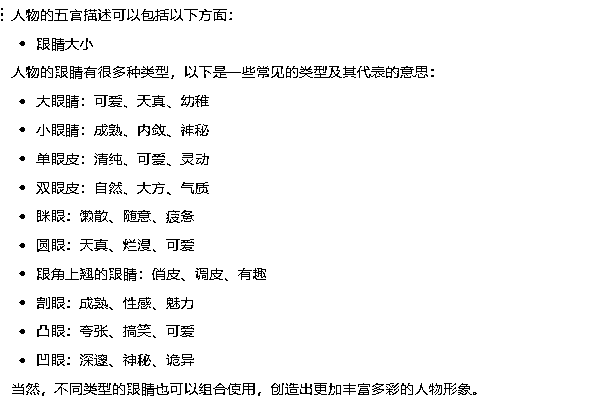 人物的五官描述可以包括以下方面：
• 眼睛大小
人物的眼睛有很多种类型，以下是一些常见的类型及其代表的意思：
• 大眼睛：可爱、天真、幼稚
• 小眼睛：成熟、内敛、神秘
• 单眼皮：清纯、可爱、灵动
• 双眼皮：自然、大方、气质
• 眯眼：懒散、随意、疲惫
• 圆眼：天真、烂漫、可爱
• 眼角上翘的眼睛：俏皮、调皮、有趣
• 割眼：成熟、性感、魅力
• 凸眼：夸张、搞笑、可爱
• 凹眼：深邃、神秘、诡异
当然，不同类型的眼睛也可以组合使用，创造出更加丰富多彩的人物形象。